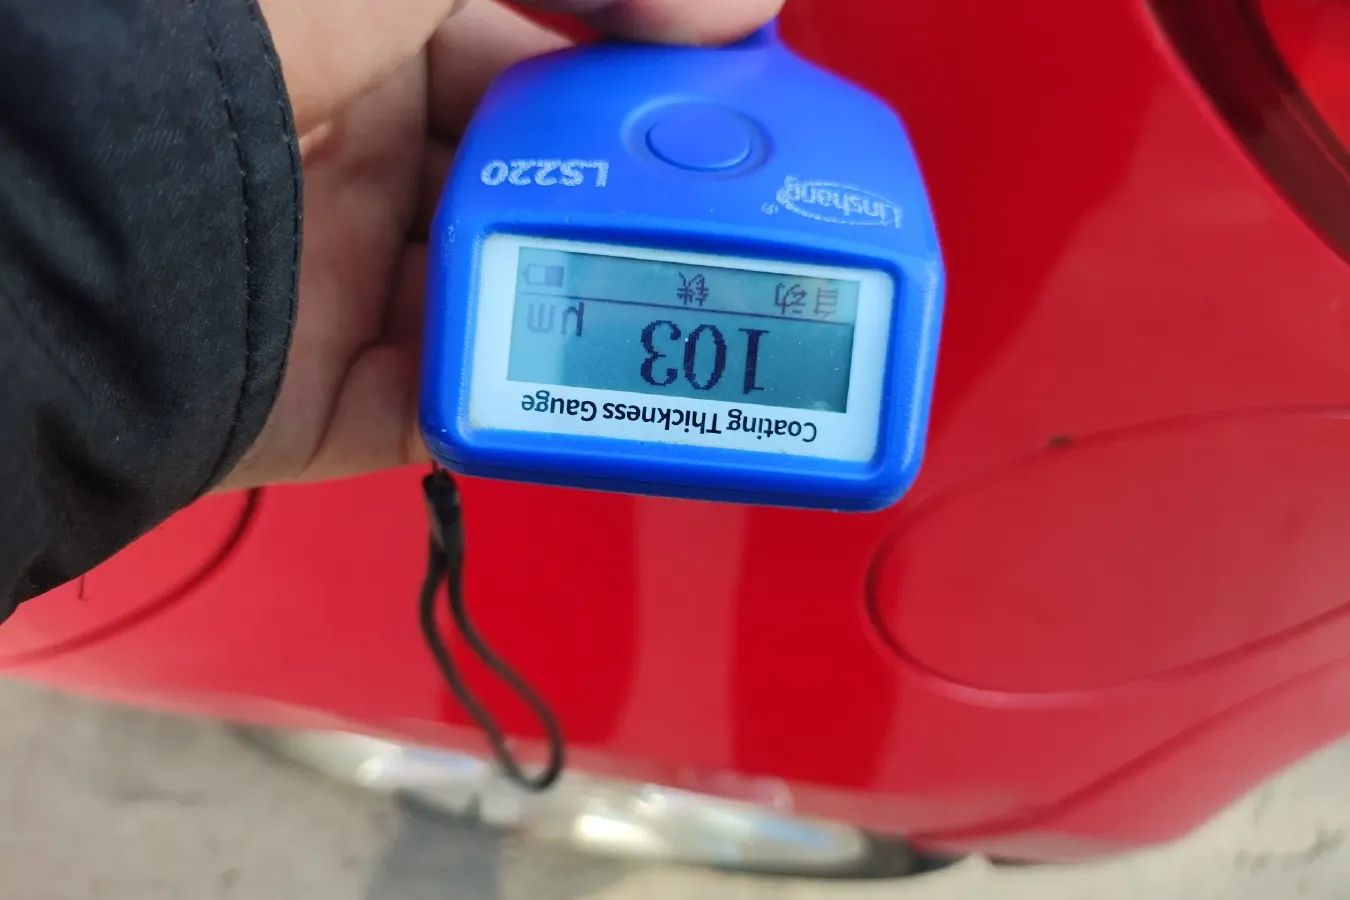 Coating Thickness Gauge
103 μm
自动 铁
Linshang® LS220